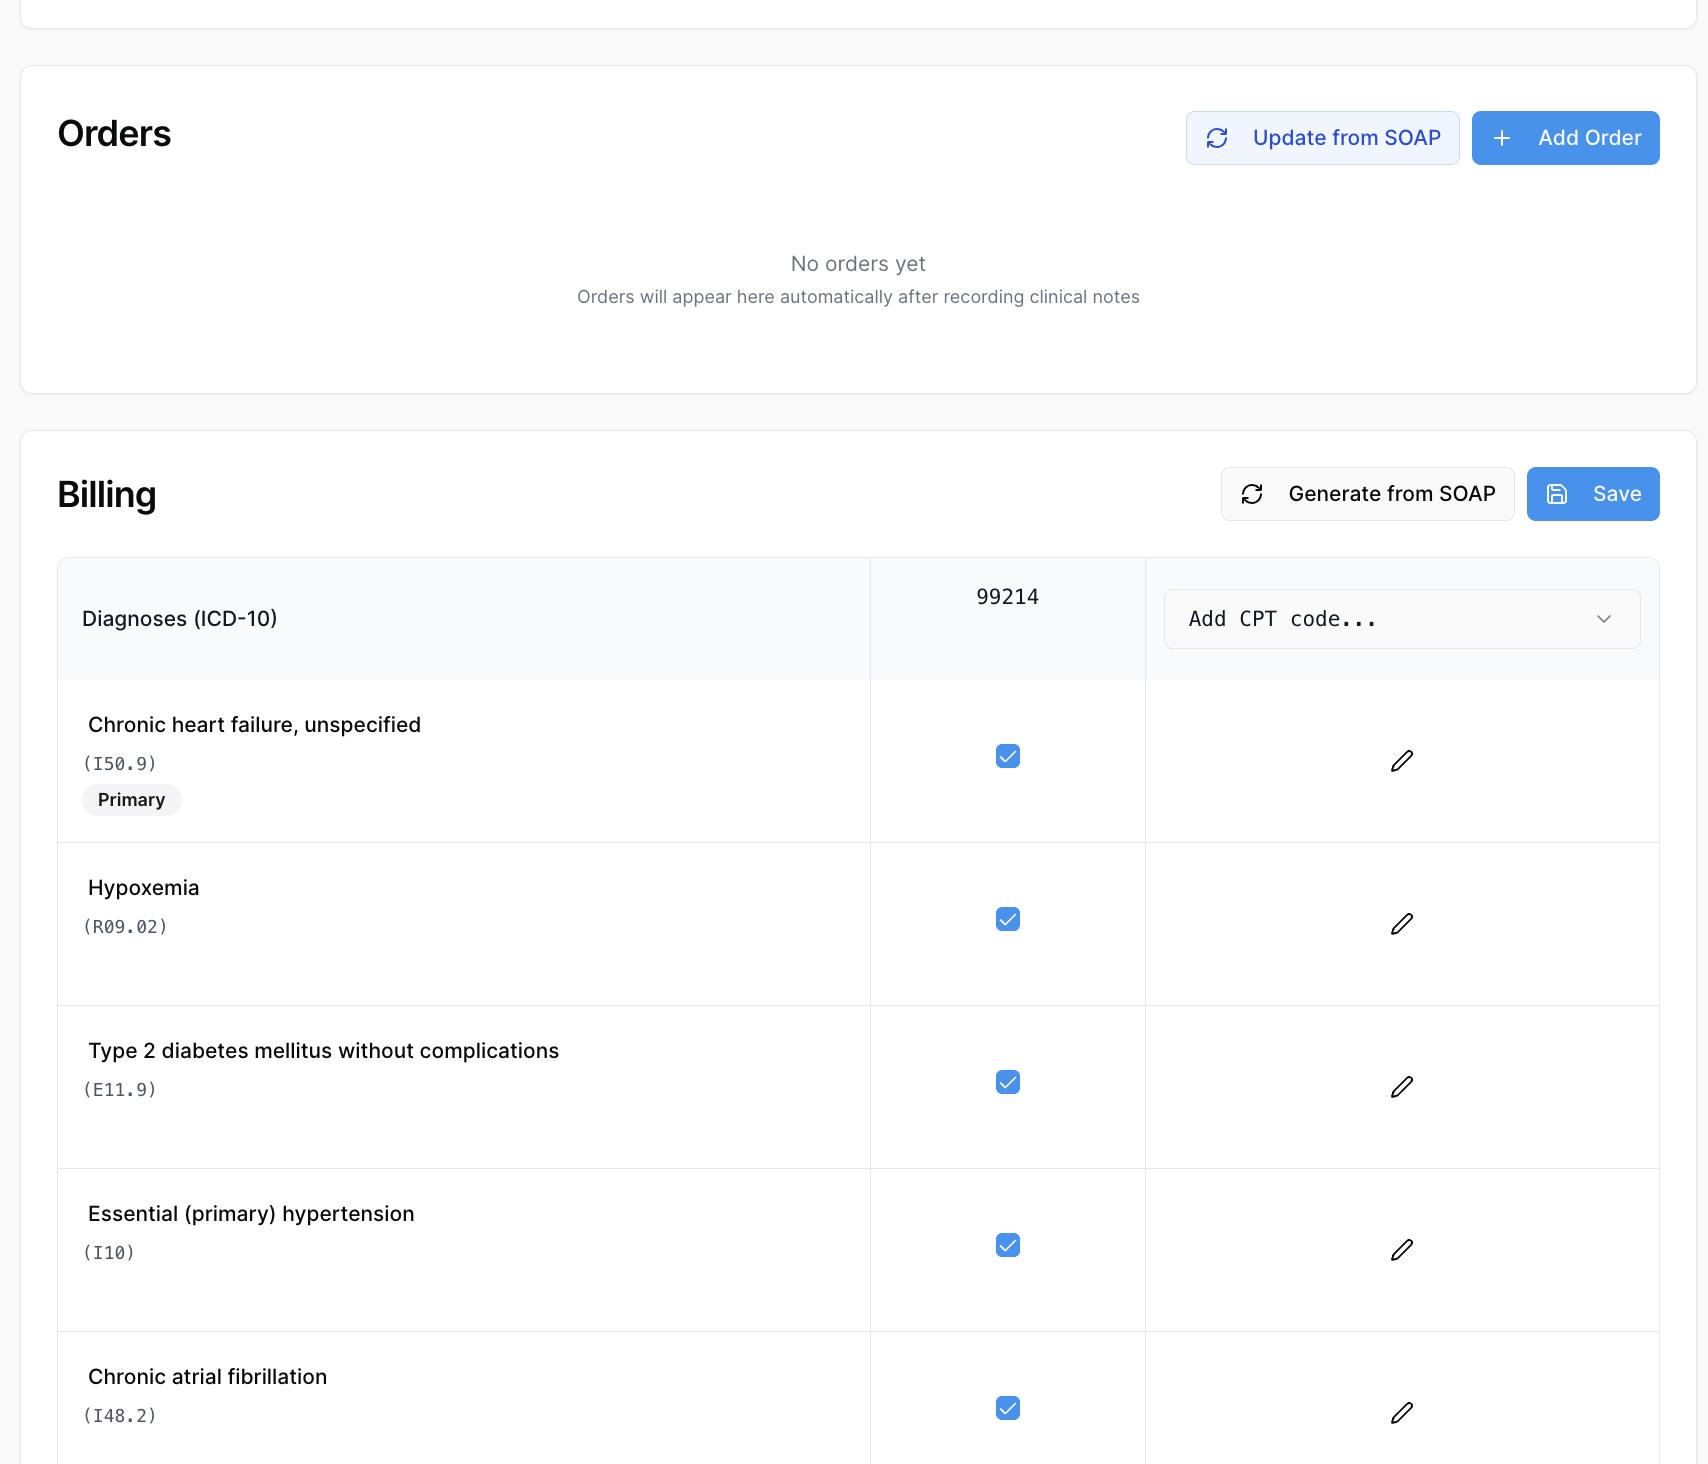 Orders
Update from SOAP
Add Order
No orders yet
Orders will appear here automatically after recording clinical notes
Billing
Generate from SOAP
Save
Diagnoses (ICD-10)
99214
Add CPT code...
Chronic heart failure, unspecified
(I50.9)
Primary
Hypoxemia
(R09.02)
Type 2 diabetes mellitus without complications
(E11.9)
Essential (primary) hypertension
(I10)
Chronic atrial fibrillation
(I48.2)